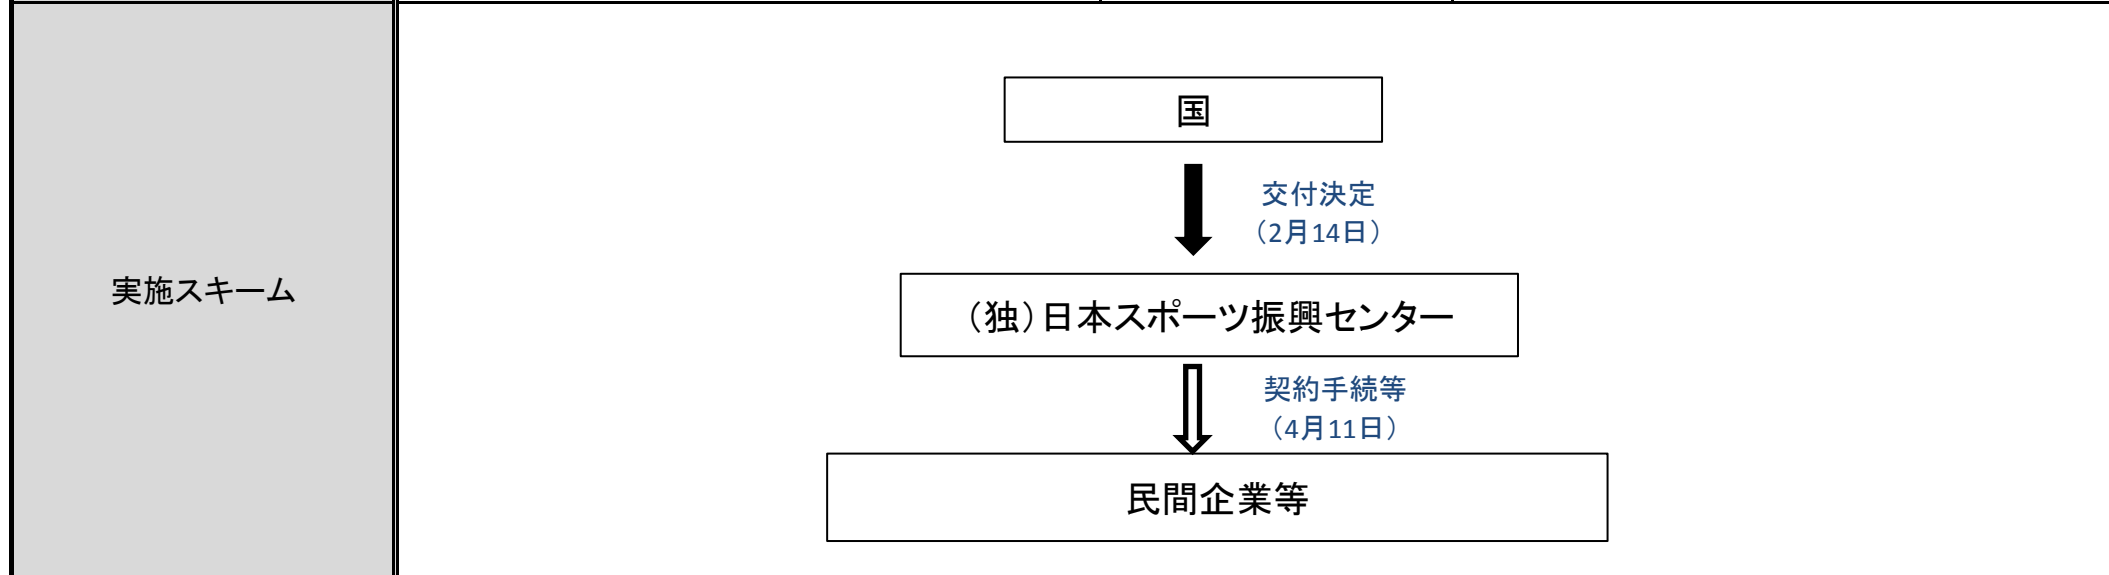 実施スキーム
国
交付決定
（2月14日）
（独）日本スポーツ振興センター
契約手続等
（4月11日）
民間企業等